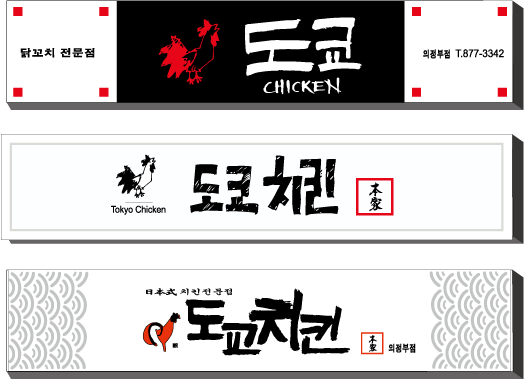 닭꼬치 전문점
도쿄
CHICKEN
의정부점 T.877-3342
Tokyo Chicken
도쿄 치킨
本家
日本式 치킨전문점
도쿄치킨
本家
의정부점